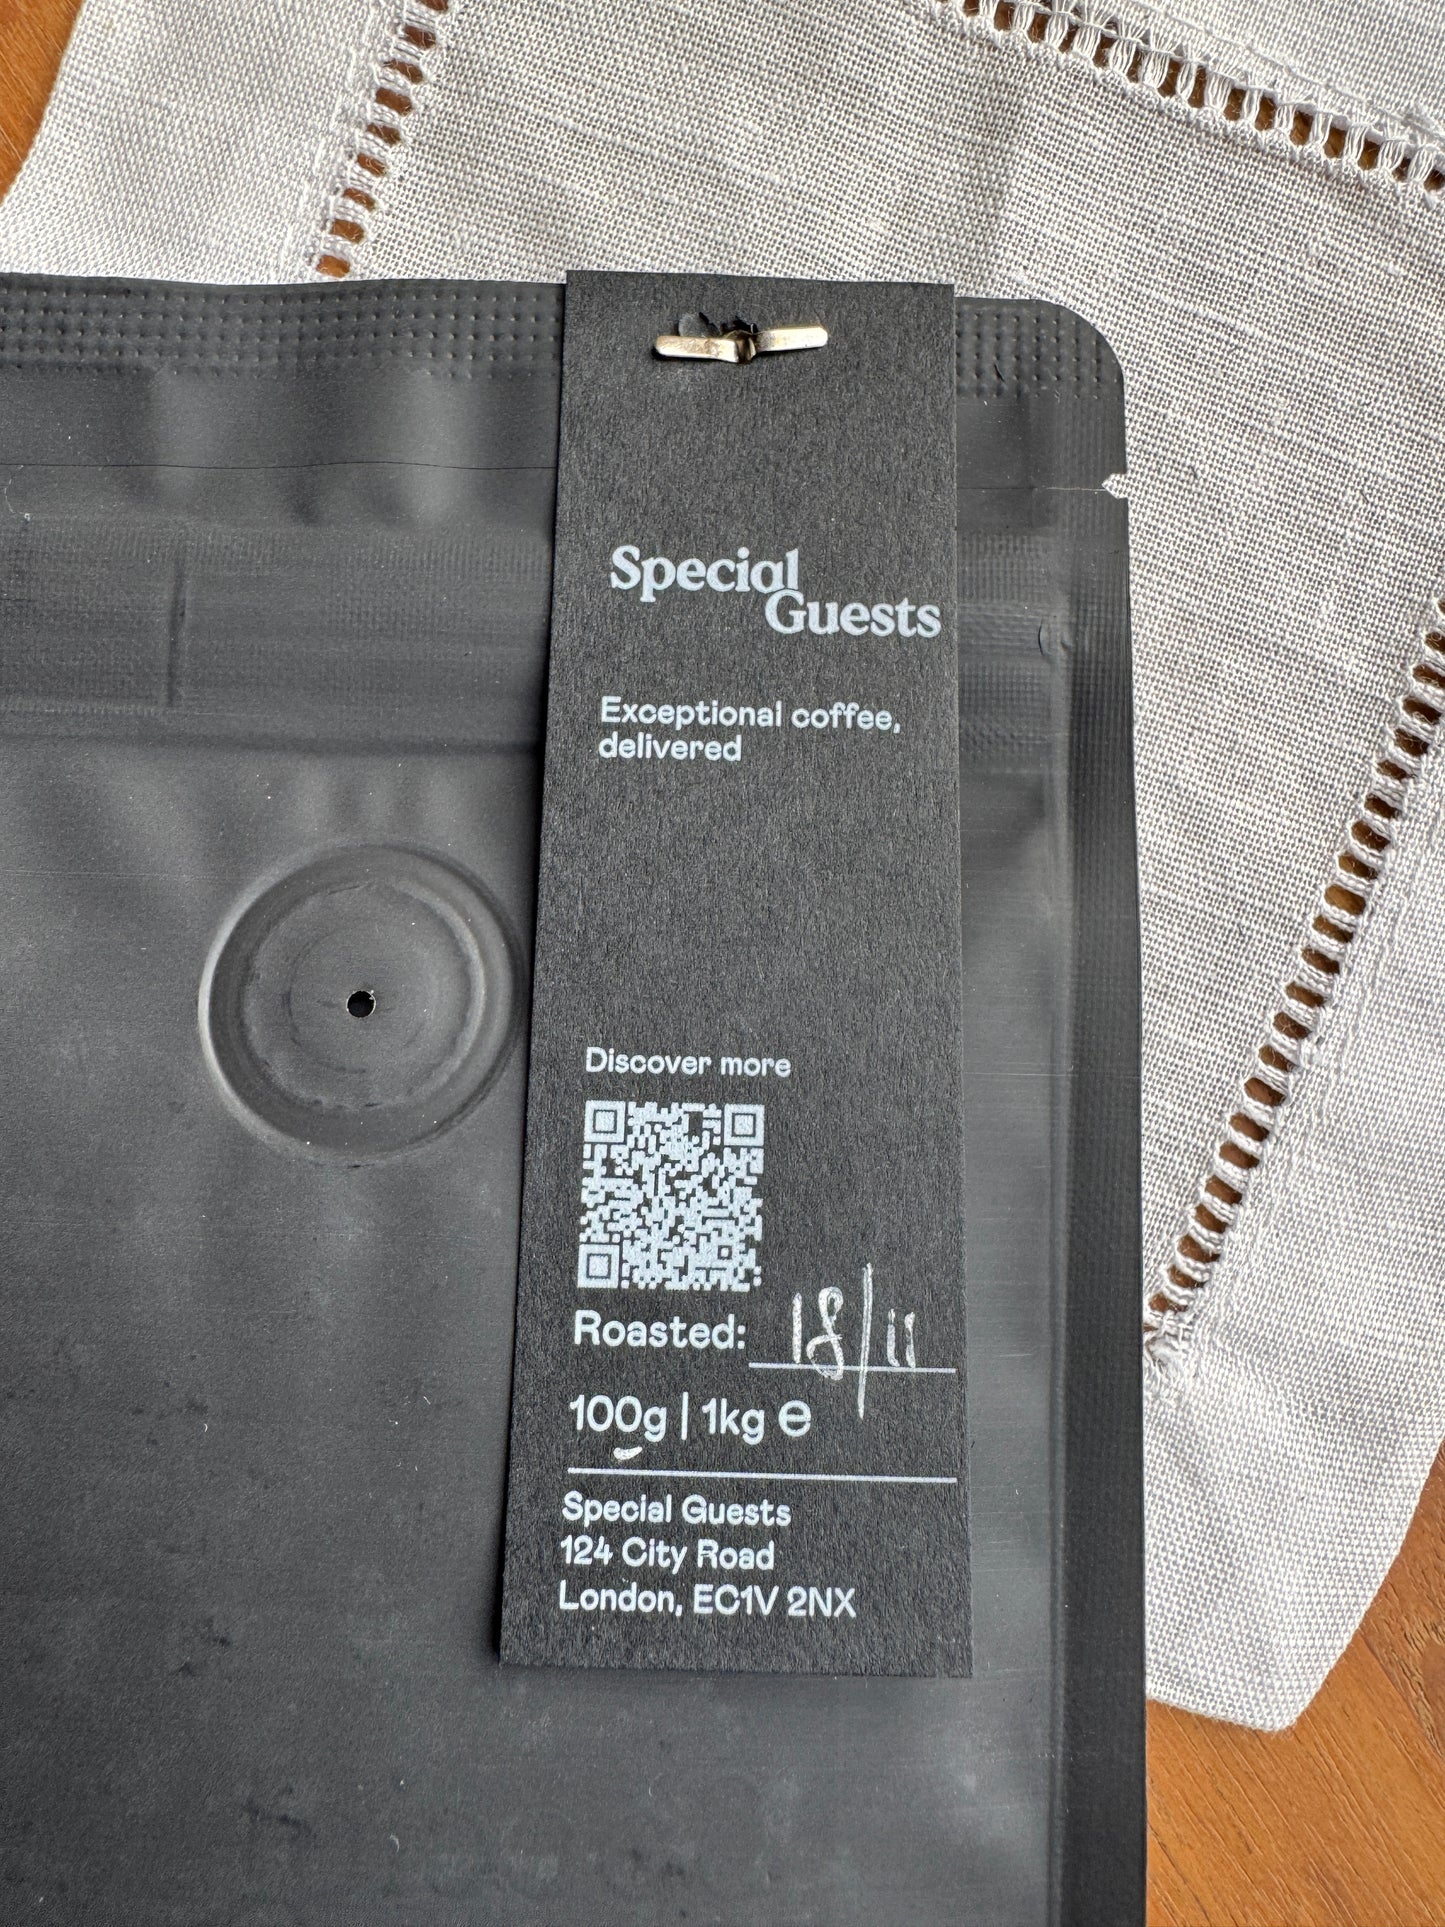 Special
Guests
Exceptional coffee,
delivered
Discover more
Roasted: 18/11
100g | 1kg ℮
Special Guests
124 City Road
London, EC1V 2NX